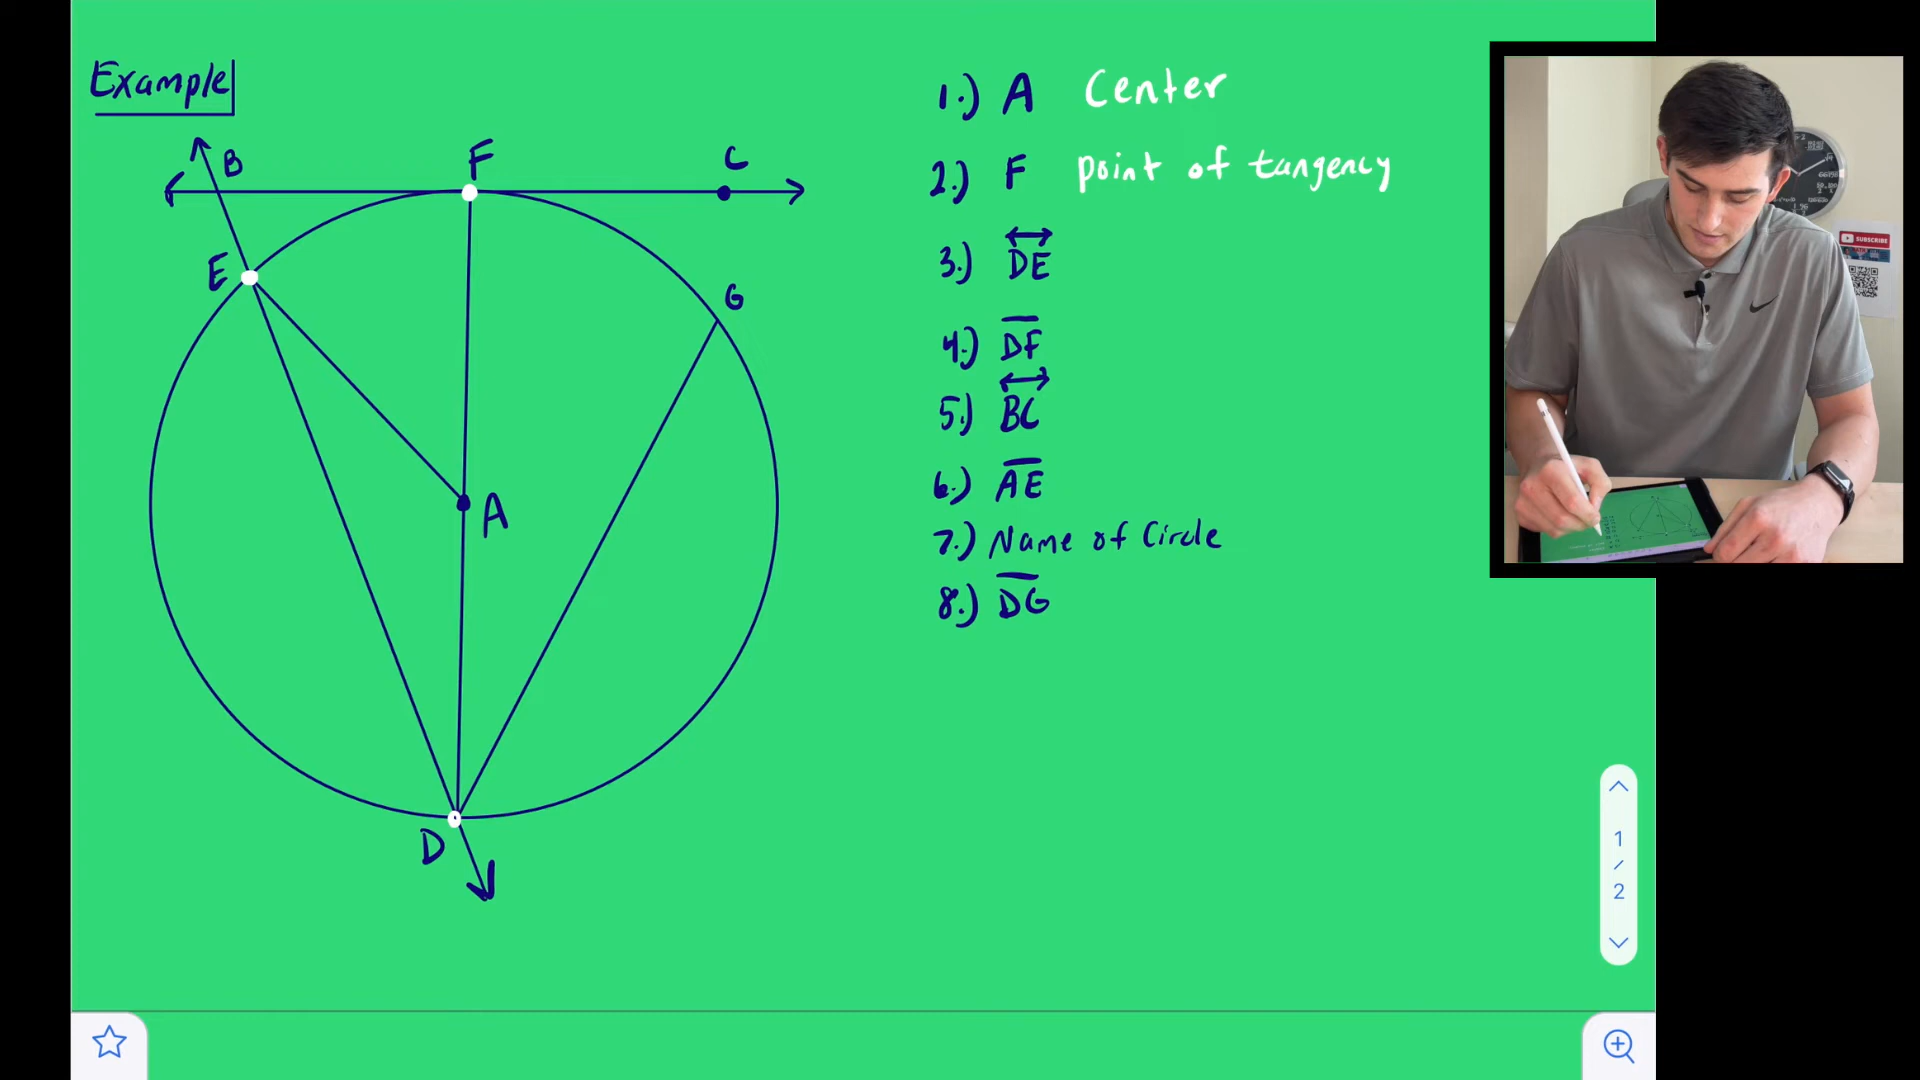 Example
B
F
C
E
G
A
D
1.) A Center
2.) F point of tangency
3.) DE
4.) DF
5.) BC
6.) AE
7.) Name of Circle
8.) DG
SUBSCRIBE
1
/
2